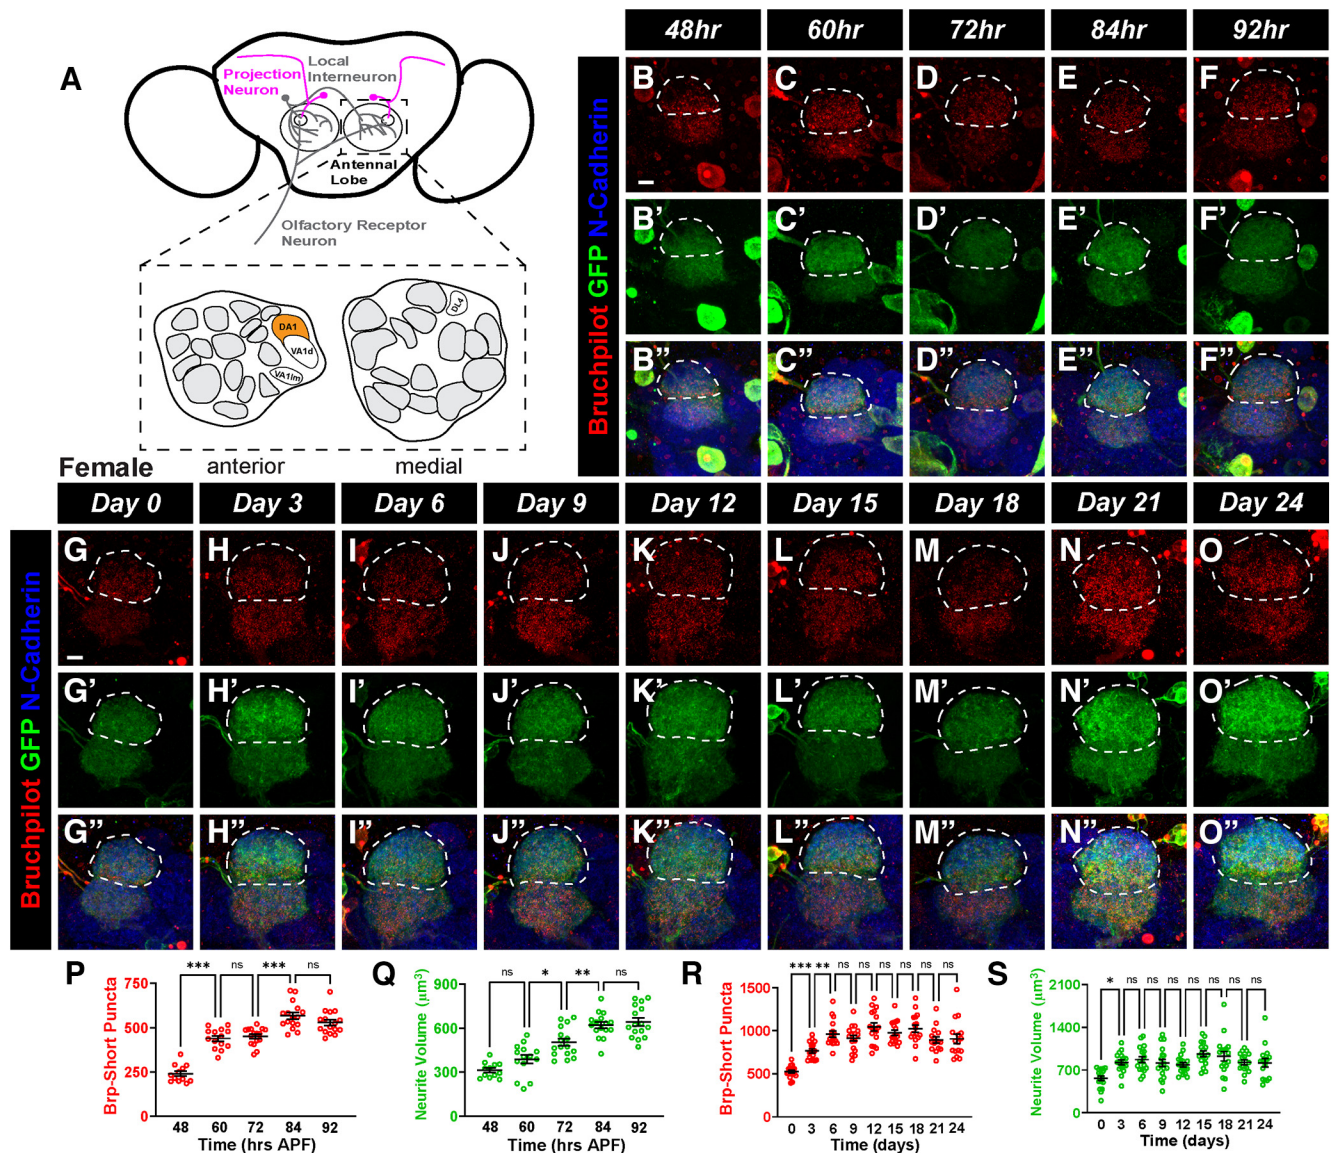 A
Projection
Neuron
Local
Interneuron
Antennal
Lobe
Olfactory Receptor
Neuron
DA1
VA1d
VA1lm
DL4
anterior
medial
48hr
60hr
72hr
84hr
92hr
Bruchpilot GFP N-Cadherin
B
C
D
E
F
B'
C'
D'
E'
F'
B"
C"
D"
E"
F"
Female
Day 0
Day 3
Day 6
Day 9
Day 12
Day 15
Day 18
Day 21
Day 24
Bruchpilot GFP N-Cadherin
G
H
I
J
K
L
M
N
O
G'
H'
I'
J'
K'
L'
M'
N'
O'
G"
H"
I"
J"
K"
L"
M"
N"
O"
P
Brp-Short Puncta
750
500
250
0
*** ns *** ns
48 60 72 84 92
Time (hrs APF)
Q
Neurite Volume (µm³)
900
600
300
0
ns * ** ns
48 60 72 84 92
Time (hrs APF)
R
Brp-Short Puncta
1500
1000
500
0
*** ** ns ns ns ns ns ns
0 3 6 9 12 15 18 21 24
Time (days)
S
Neurite Volume (µm³)
2100
1400
700
0
* ns ns ns ns ns ns ns
0 3 6 9 12 15 18 21 24
Time (days)